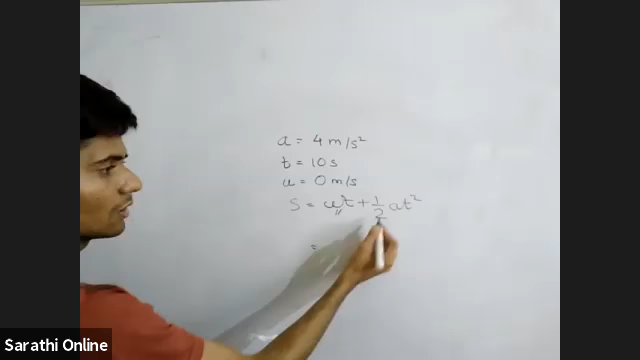 a = 4 m/s²
t = 10 s
u = 0 m/s
S = ut + 1/2 at²
=
Sarathi Online